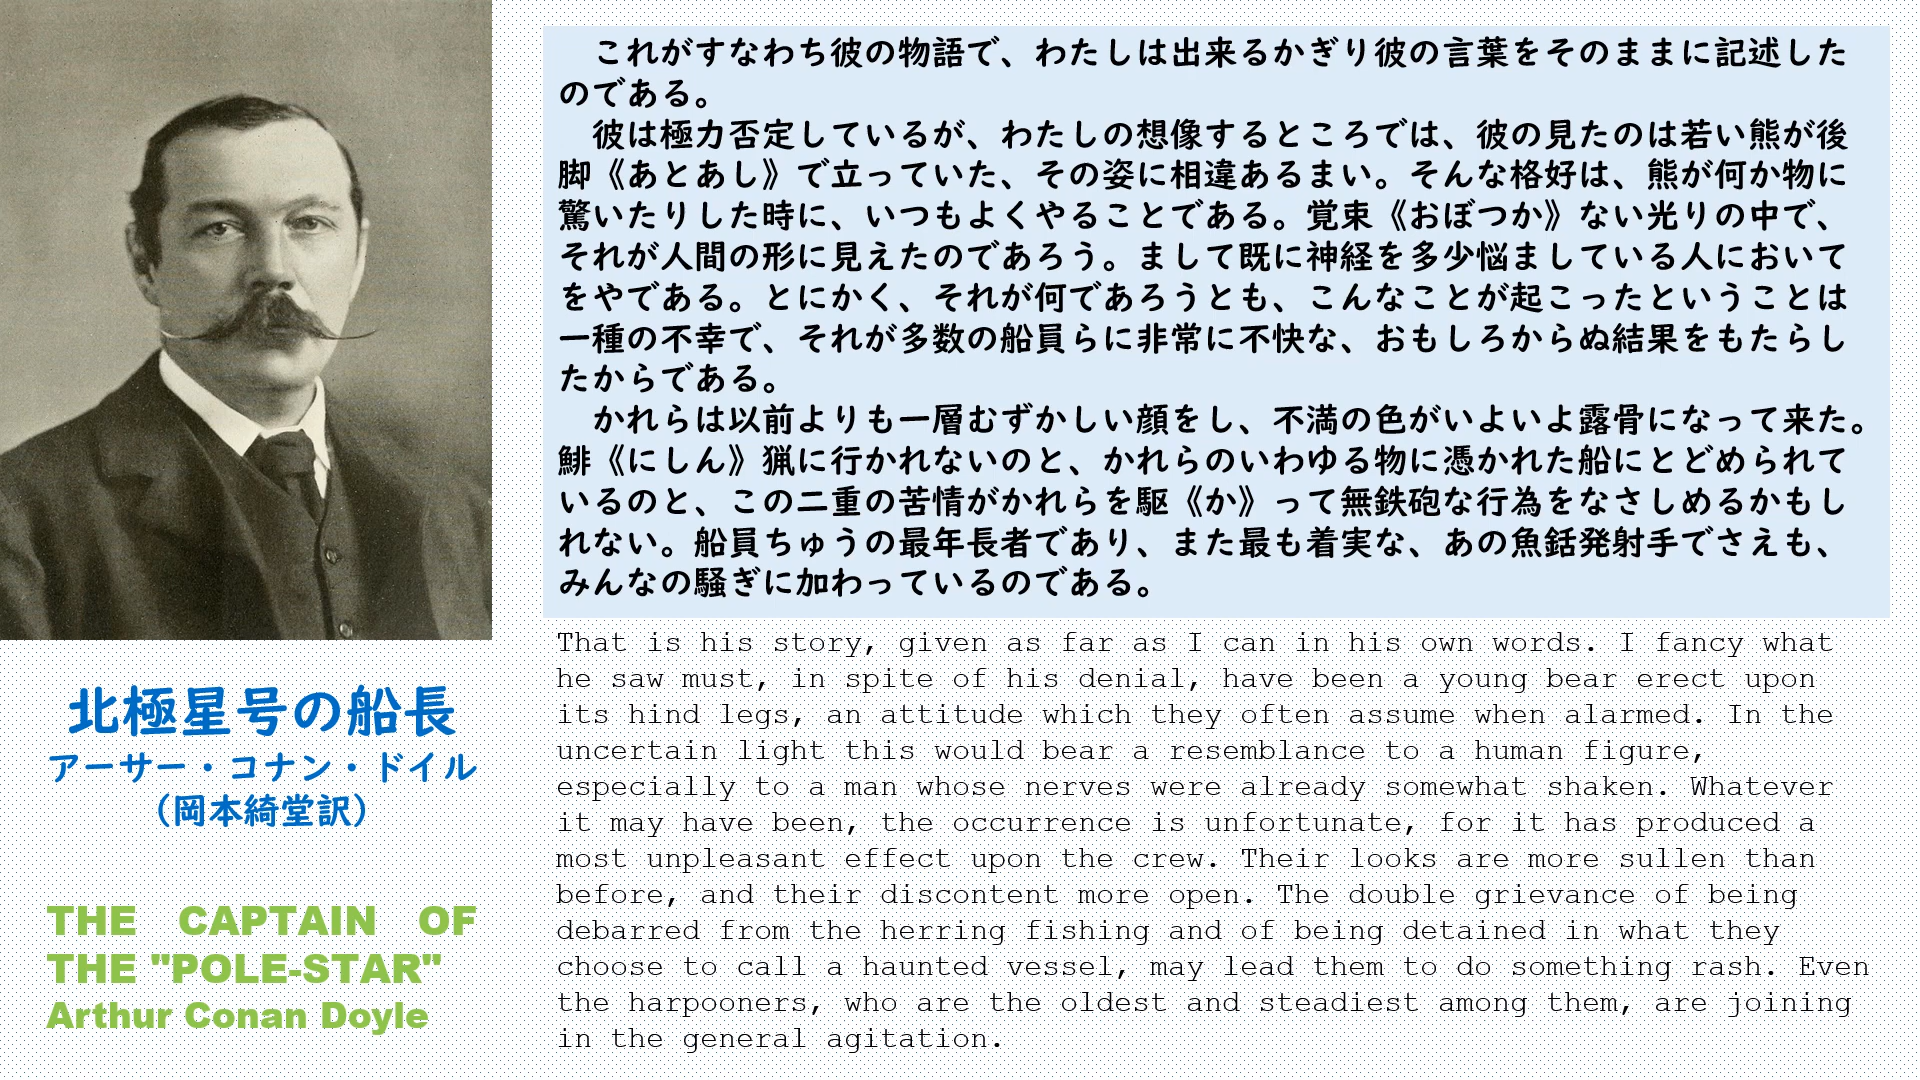 これがすなわち彼の物語で、わたしは出来るかぎり彼の言葉をそのままに記述した
のである。
　彼は極力否定しているが、わたしの想像するところでは、彼の見たのは若い熊が後
脚《あとあし》で立っていた、その姿に相違あるまい。そんな格好は、熊が何か物に
驚いたりした時に、いつもよくやることである。覚束《おぼつか》ない光りの中で、
それが人間の形に見えたのであろう。まして既に神経を多少悩ましている人において
をやである。とにかく、それが何であろうとも、こんなことが起こったということは
一種の不幸で、それが多数の船員らに非常に不快な、おもしろからぬ結果をもたらし
たからである。
　かれらは以前よりも一層むずかしい顔をし、不満の色がいよいよ露骨になって来た。
鯡《にしん》猟に行かれないのと、かれらのいわゆる物に憑かれた船にとどめられて
いるのと、この二重の苦情がかれらを駆《か》って無鉄砲な行為をなさしめるかもし
れない。船員ちゅうの最年長者であり、また最も着実な、あの魚銛発射手でさえも、
みんなの騒ぎに加わっているのである。
That is his story, given as far as I can in his own words. I fancy what
he saw must, in spite of his denial, have been a young bear erect upon
its hind legs, an attitude which they often assume when alarmed. In the
uncertain light this would bear a resemblance to a human figure,
especially to a man whose nerves were already somewhat shaken. Whatever
it may have been, the occurrence is unfortunate, for it has produced a
most unpleasant effect upon the crew. Their looks are more sullen than
before, and their discontent more open. The double grievance of being
debarred from the herring fishing and of being detained in what they
choose to call a haunted vessel, may lead them to do something rash. Even
the harpooners, who are the oldest and steadiest among them, are joining
in the general agitation.
北極星号の船長
アーサー・コナン・ドイル
（岡本綺堂訳）
THE CAPTAIN OF
THE "POLE-STAR"
Arthur Conan Doyle